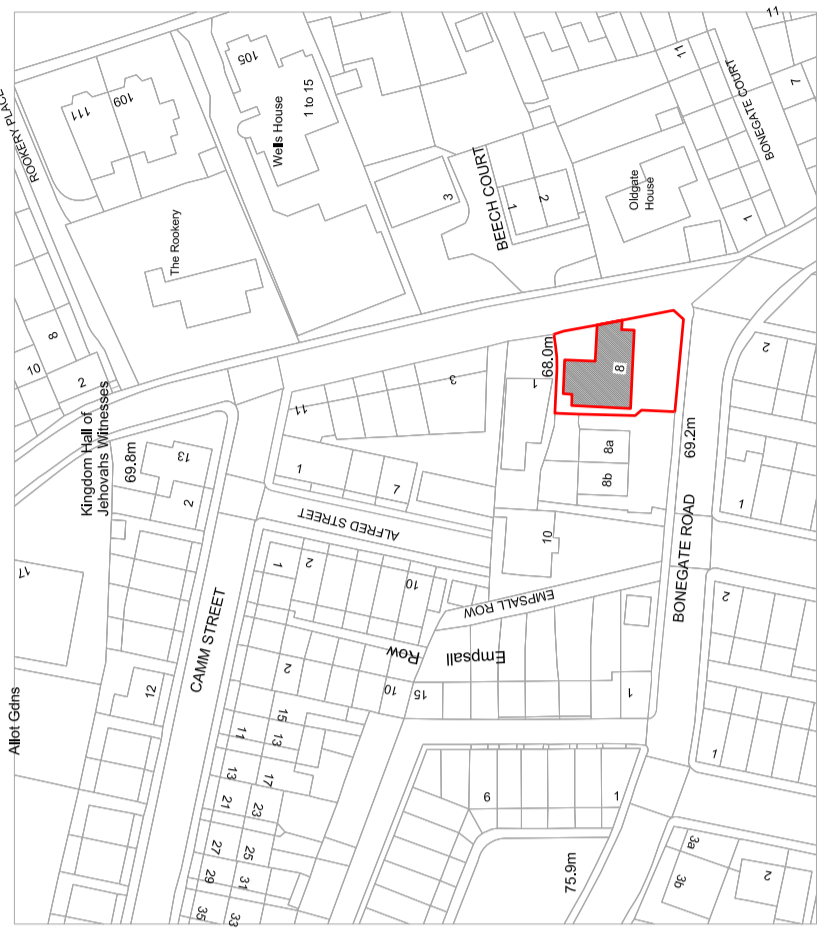 11
ROOKERY PLACE
111
109
105
Wells House
1 to 15
11
BONEGATE COURT
7
1
The Rookery
3
BEECH COURT
1
2
Oldgate
House
8
10
2
Kingdom Hall of
Jehovahs Witnesses
69.8m
13
2
17
Allot Gdns
12
CAMM STREET
11
3
1
7
ALFRED STREET
1
2
10
1
68.0m
8
8a
8b
10
69.2m
BONEGATE ROAD
2
1
EMPSALL ROW
Empsall
Row
2
10
15
1
2
1
15
11
13
13
17
21
23
27
25
29
31
35
33
6
1
75.9m
3a
3b
2